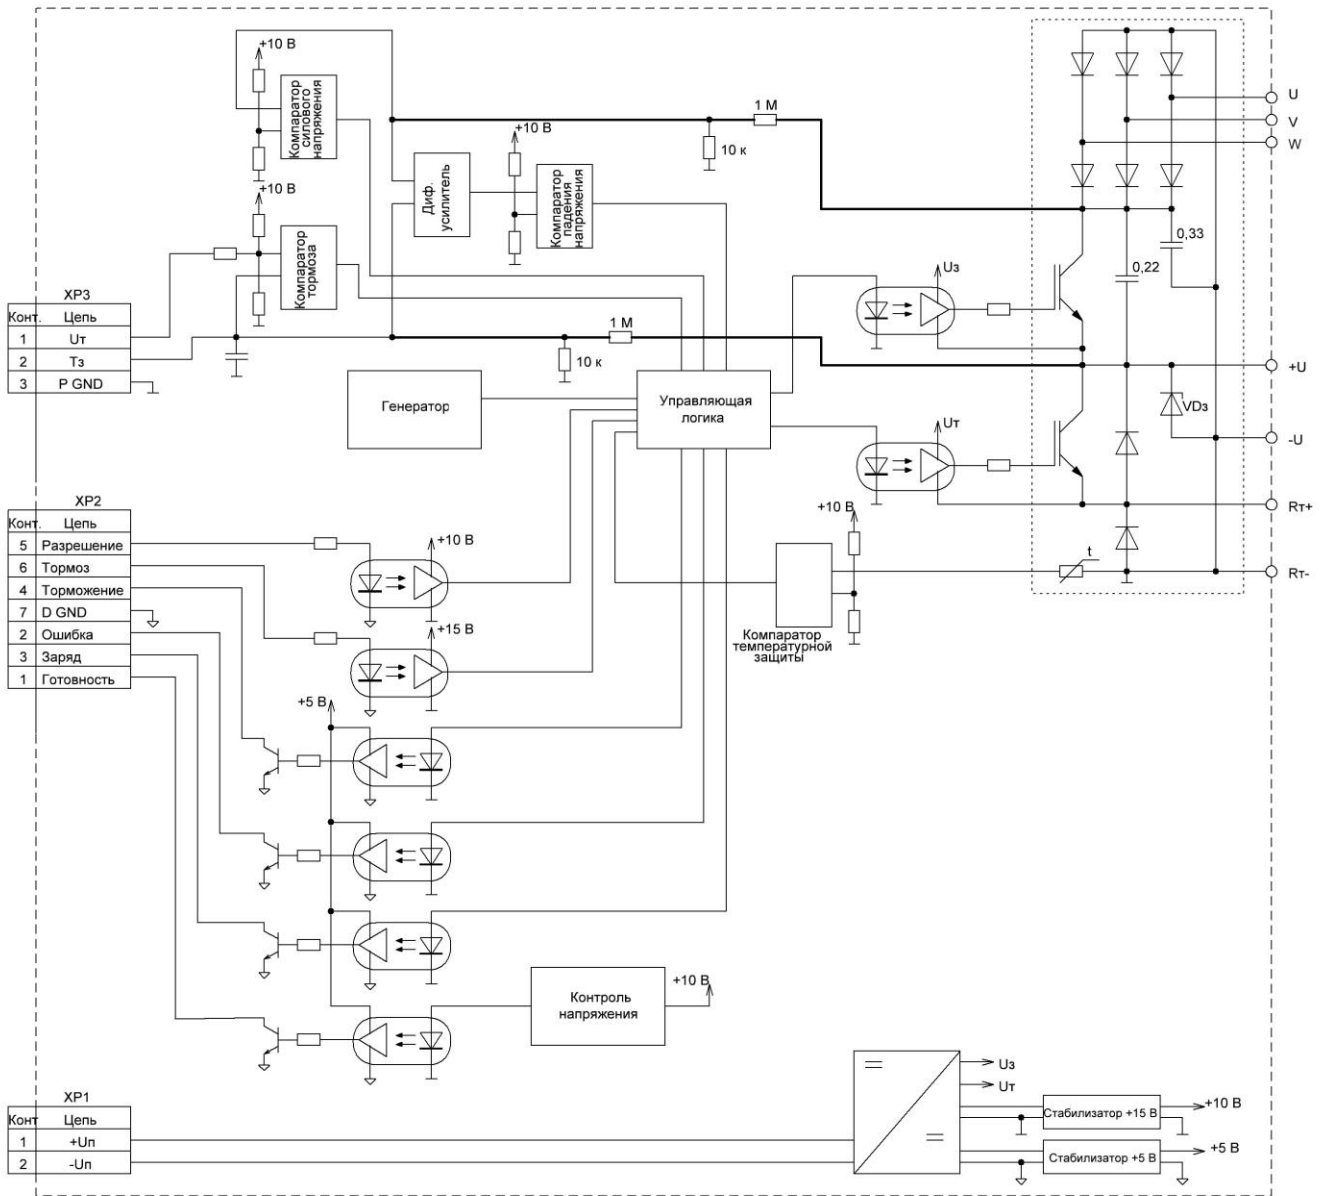 +10 В
Компаратор
силового
напряжения
+10 В
Компаратор
тормоза
Диф.
усилитель
+10 В
Компаратор
падения
напряжения
1 М
10 к
1 М
10 к
U
V
W
0,33
0,22
Uз
Uт
+U
VDз
-U
Rт+
Rт-
t
XP3
Конт. Цепь
1 Uт
2 Тз
3 P GND
Генератор
Управляющая
логика
+10 В
Компаратор
температурной
защиты
XP2
Конт. Цепь
5 Разрешение
6 Тормоз
4 Торможение
7 D GND
2 Ошибка
3 Заряд
1 Готовность
+10 В
+15 В
+5 В
Контроль
напряжения
+10 В
XP1
Конт Цепь
1 +Uп
2 -Uп
Uз
Uт
Стабилизатор +15 В
+10 В
Стабилизатор +5 В
+5 В